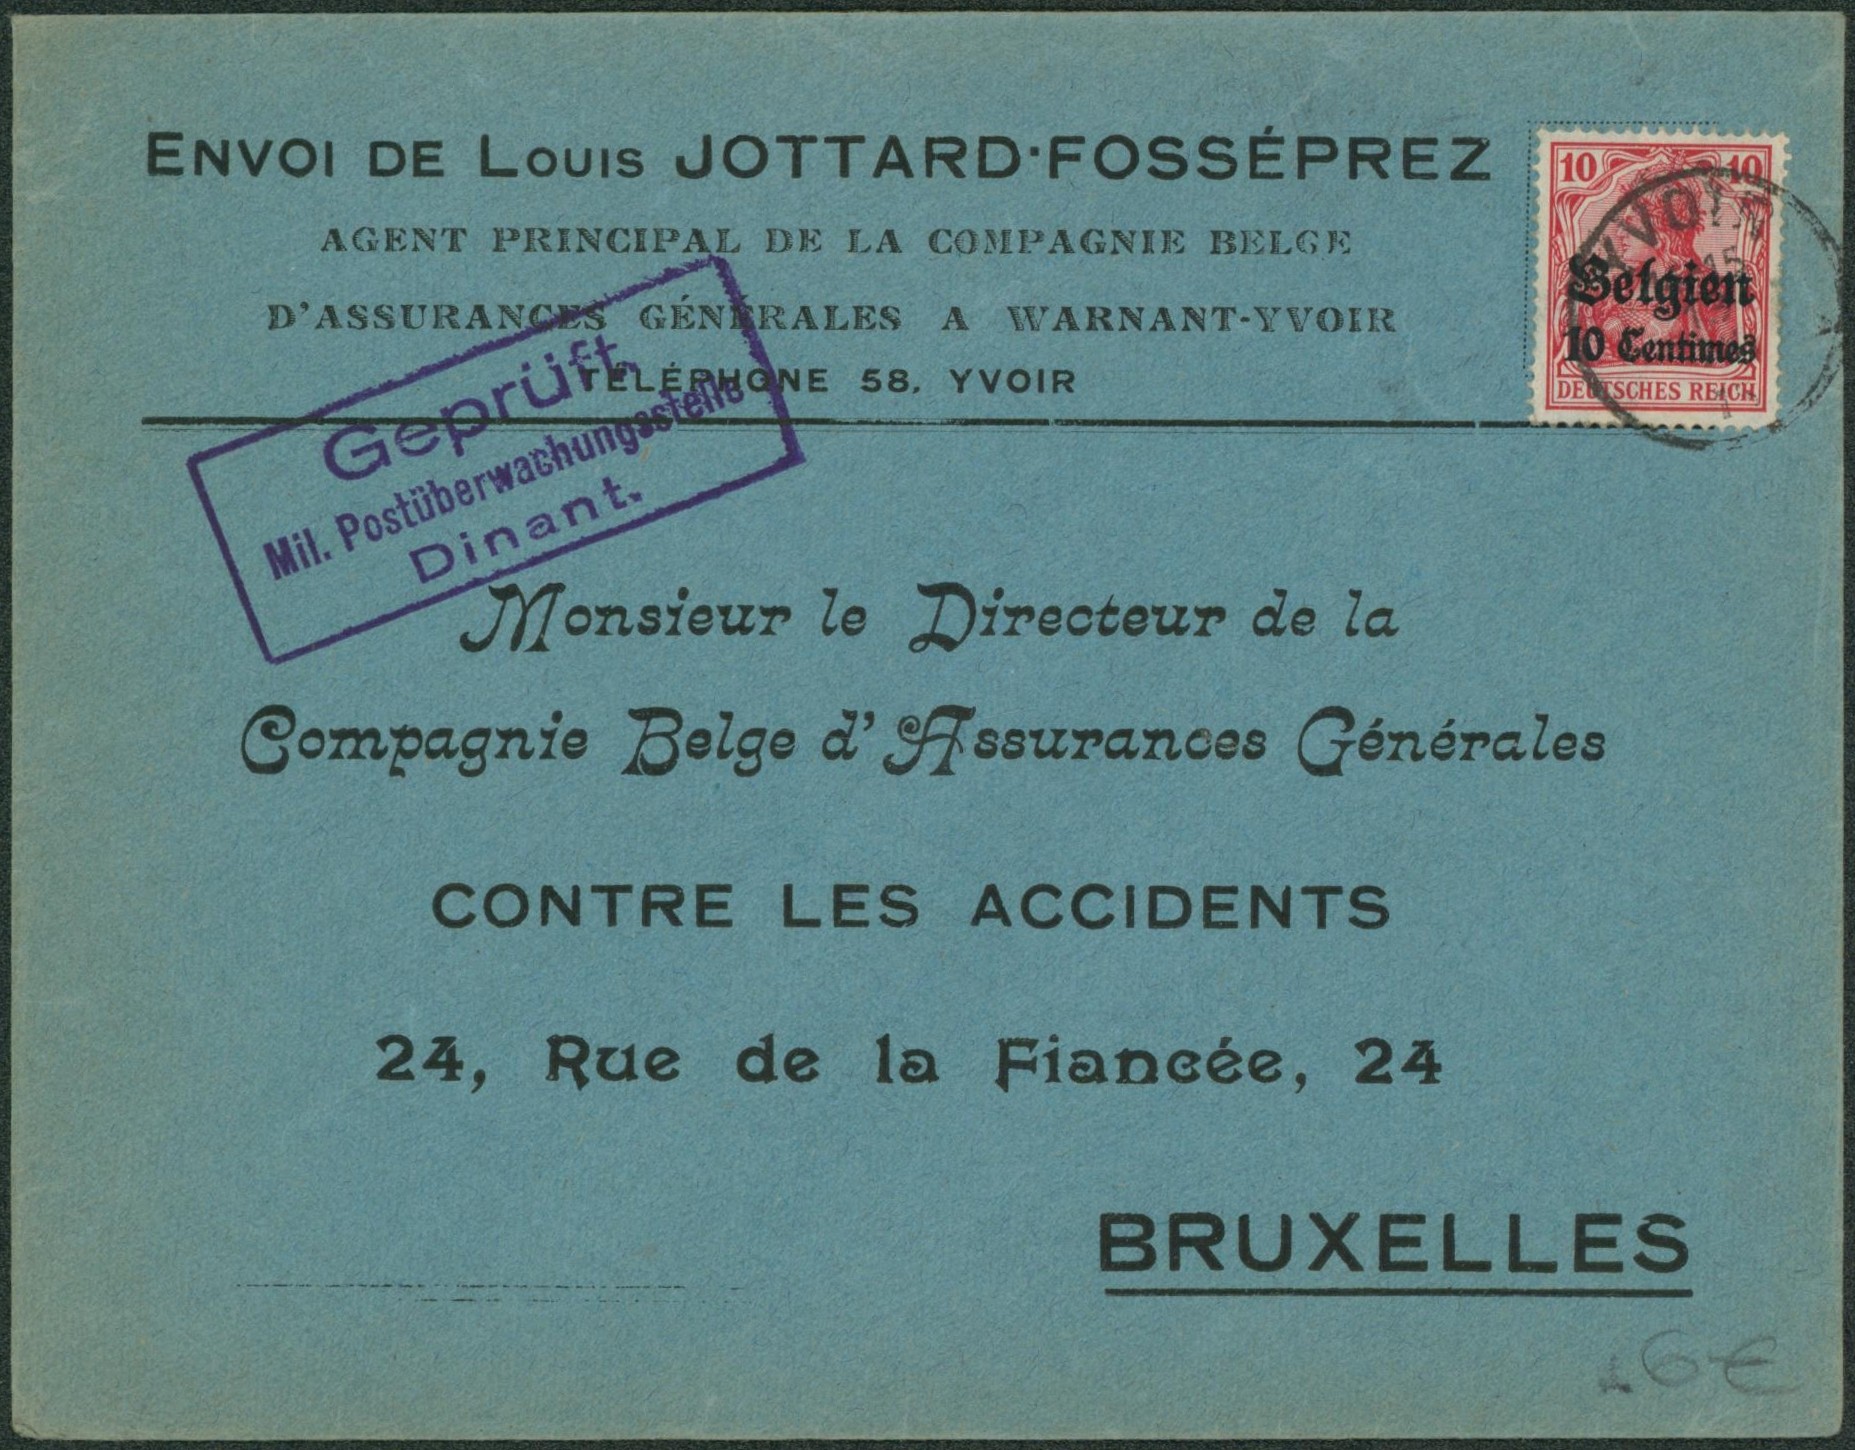 ENVOI DE LOUIS JOTTARD-FOSSÉPREZ
AGENT PRINCIPAL DE LA COMPAGNIE BELGE
D'ASSURANCES GÉNÉRALES A WARNANT-YVOIR
TÉLÉPHONE 58, YVOIR
10 10
Belgien
10 Centimes
DEUTSCHES REICH
YVOIR
Geprüft.
Mil. Postüberwachungsstelle
Dinant.
Monsieur le Directeur de la
Compagnie Belge d'Assurances Générales
CONTRE LES ACCIDENTS
24, Rue de la Fiancée, 24
BRUXELLES
6€